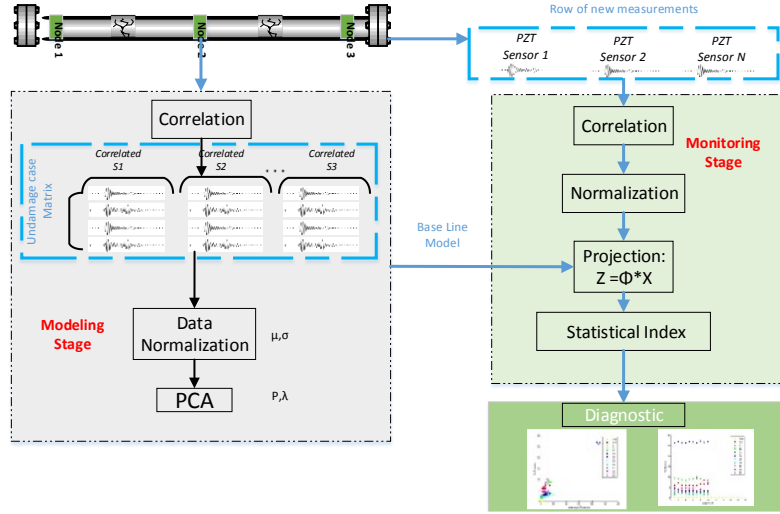 Row of new measurements
Node 1
Node 2
Node 3
PZT
Sensor 1
PZT
Sensor 2
PZT
Sensor N
Correlation
Correlated
S1
Correlated
S2
...
Correlated
S3
Undamage case
Matrix
Modeling
Stage
Data
Normalization
μ,σ
PCA
P,λ
Base Line
Model
Correlation
Monitoring
Stage
Normalization
Projection:
Z =Φ*X
Statistical Index
Diagnostic